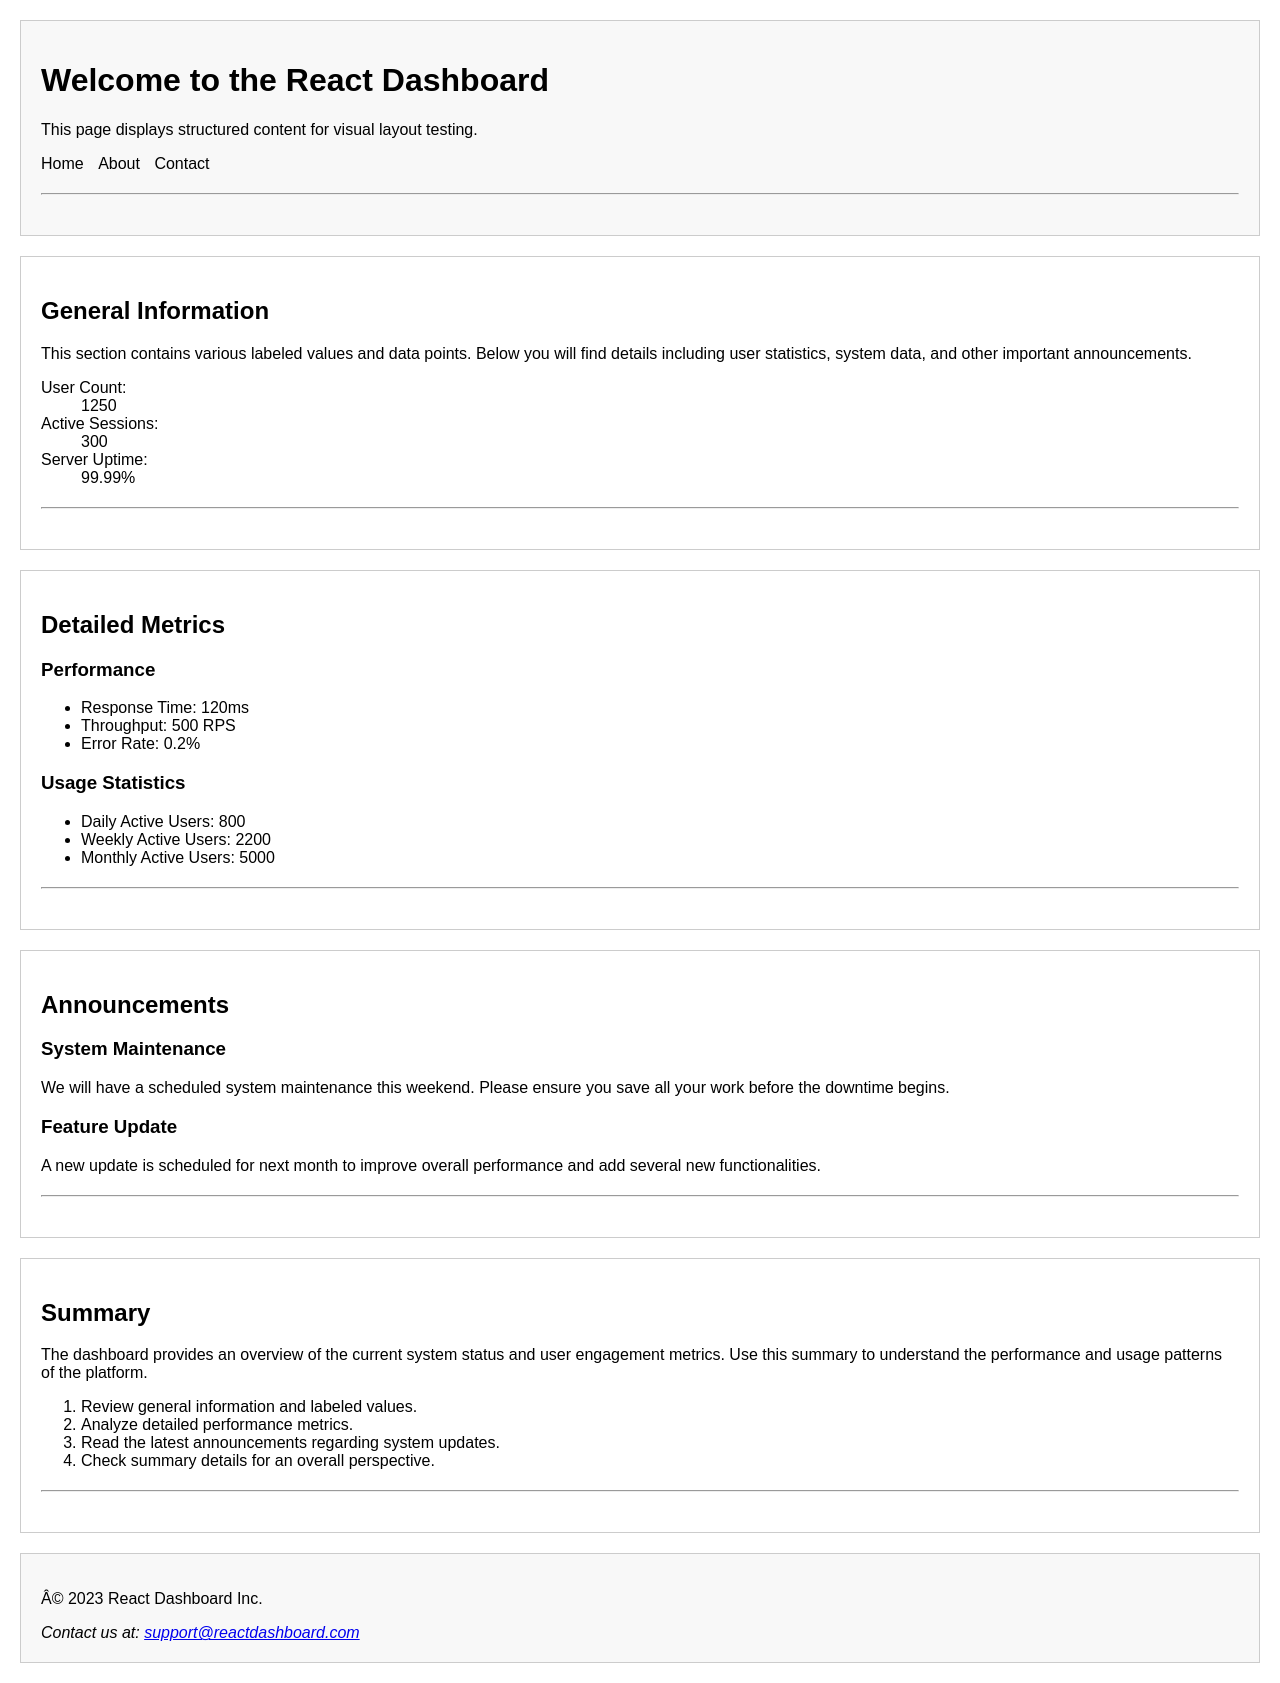 Welcome to the React Dashboard
This page displays structured content for visual layout testing.
Home About Contact
General Information
This section contains various labeled values and data points. Below you will find details including user statistics, system data, and other important announcements.
User Count:
1250
Active Sessions:
300
Server Uptime:
99.99%
Detailed Metrics
Performance
• Response Time: 120ms
• Throughput: 500 RPS
• Error Rate: 0.2%
Usage Statistics
• Daily Active Users: 800
• Weekly Active Users: 2200
• Monthly Active Users: 5000
Announcements
System Maintenance
We will have a scheduled system maintenance this weekend. Please ensure you save all your work before the downtime begins.
Feature Update
A new update is scheduled for next month to improve overall performance and add several new functionalities.
Summary
The dashboard provides an overview of the current system status and user engagement metrics. Use this summary to understand the performance and usage patterns
of the platform.
1. Review general information and labeled values.
2. Analyze detailed performance metrics.
3. Read the latest announcements regarding system updates.
4. Check summary details for an overall perspective.
Â© 2023 React Dashboard Inc.
Contact us at: support@reactdashboard.com